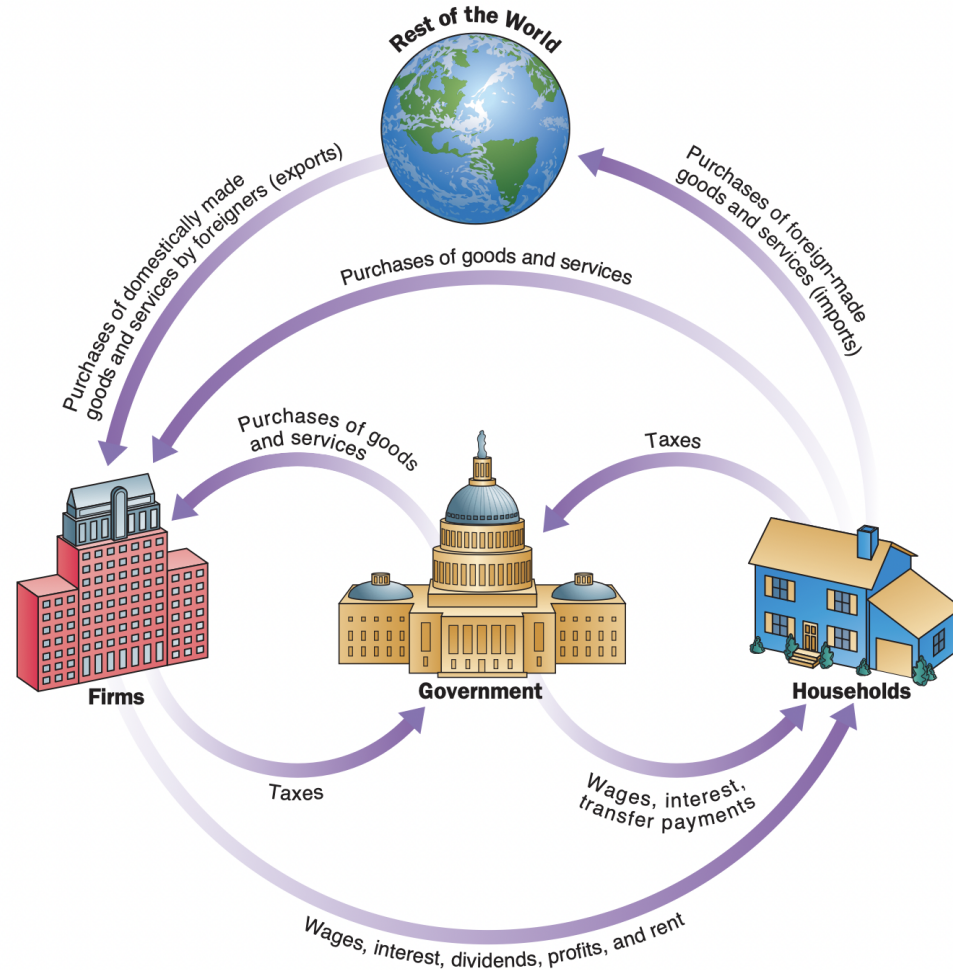 Rest of the World
Purchases of domestically made
goods and services by foreigners (exports)
Purchases of foreign-made
goods and services (imports)
Purchases of goods and services
Purchases of goods
and services
Taxes
Firms
Government
Households
Taxes
Wages, interest,
transfer payments
Wages, interest, dividends, profits, and rent